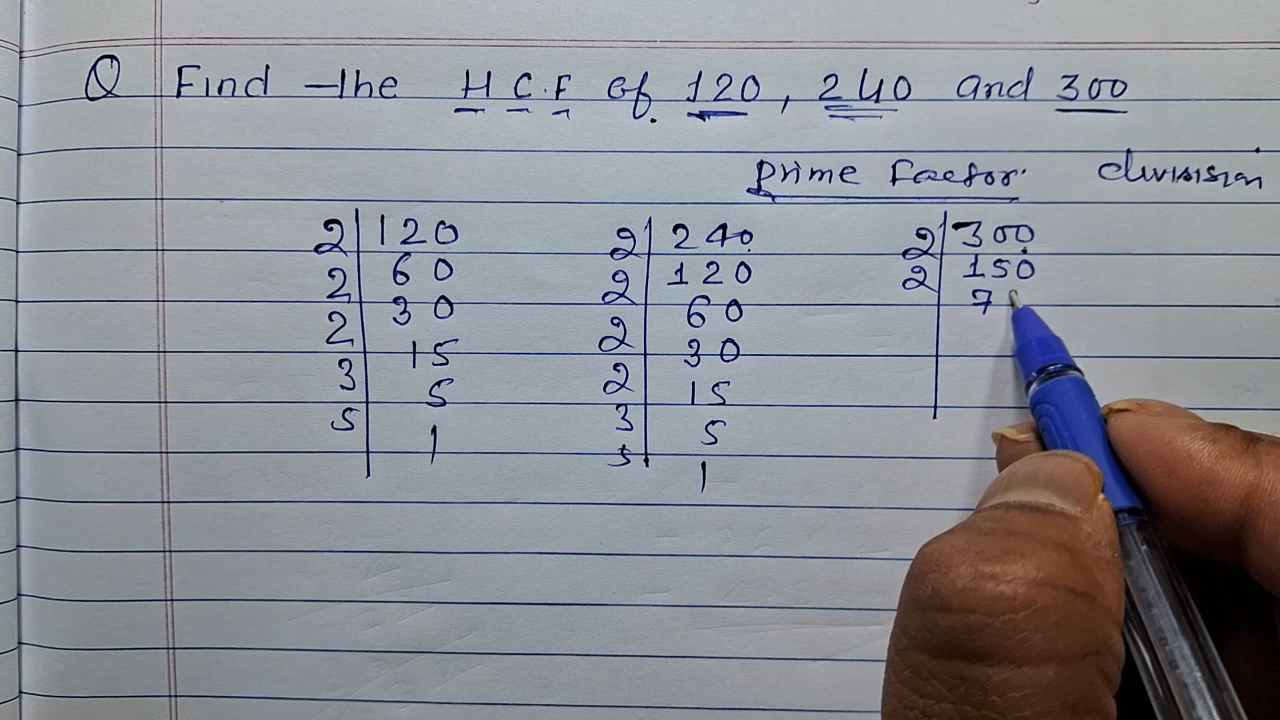 Q Find the H C.F of 120, 240 and 300
Prime Factor. division
2 120 2 240 2 300
2 60 2 120 2 150
2 30 2 60 7
3 15 2 30
5 5 3 15
1 5 5
1